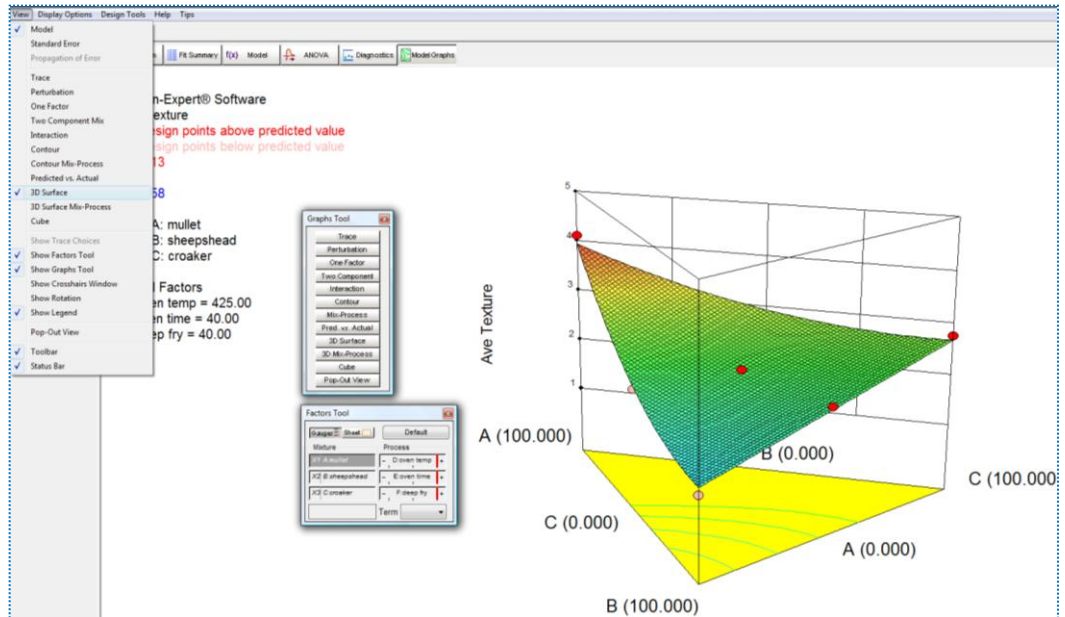 View Display Options Design Tools Help Tips
Model
Standard Error
Propagation of Error
Trace
Perturbation
One Factor
Two Component Mix
Interaction
Contour
Contour Mix-Process
Predicted vs. Actual
3D Surface
3D Surface Mix-Process
Cube
Show Trace Choices
Show Factors Tool
Show Graphs Tool
Show Crosshairs Window
Show Rotation
Show Legend
Pop-Out View
Toolbar
Status Bar
Fit Summary f(x) Model ANOVA Diagnostics Model Graphs
n-Expert® Software
exture
sign points above predicted value
sign points below predicted value
13
58
A: mullet
B: sheepshead
C: croaker
l Factors
en temp = 425.00
en time = 40.00
ep fry = 40.00
Graphs Tool
Trace
Perturbation
One Factor
Two Component
Interaction
Contour
Mix-Process
Pred. vs. Actual
3D Surface
3D Mix-Process
Cube
Pop-Out View
Factors Tool
Gauges Sheet Default
Mixture Process
X1 A:mullet - D:oven temp +
X2 B:sheepshead - E:oven time +
X3 C:croaker - F:deep fry +
Term
5
4
3
2
1
Ave Texture
A (100.000)
B (0.000)
C (100.000
C (0.000)
A (0.000)
B (100.000)